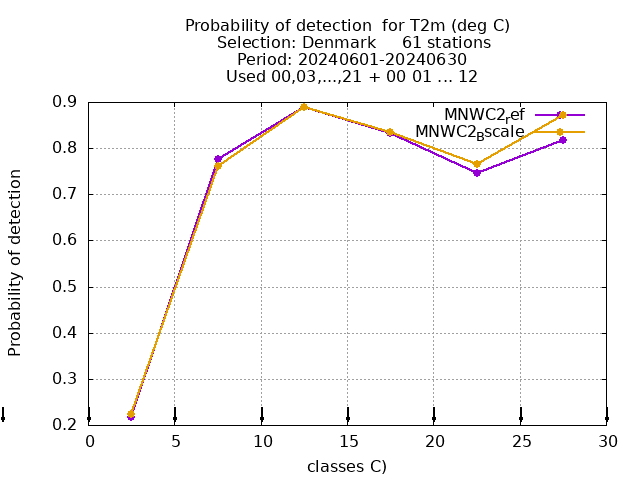 Probability of detection  for T2m (deg C)
Selection: Denmark     61 stations
Period: 20240601-20240630
Used 00,03,...,21 + 00 01 ... 12
MNWC2ref
MNWC2Bscale
Probability of detection
0.9
0.8
0.7
0.6
0.5
0.4
0.3
0.2
0 5 10 15 20 25 30
classes C)